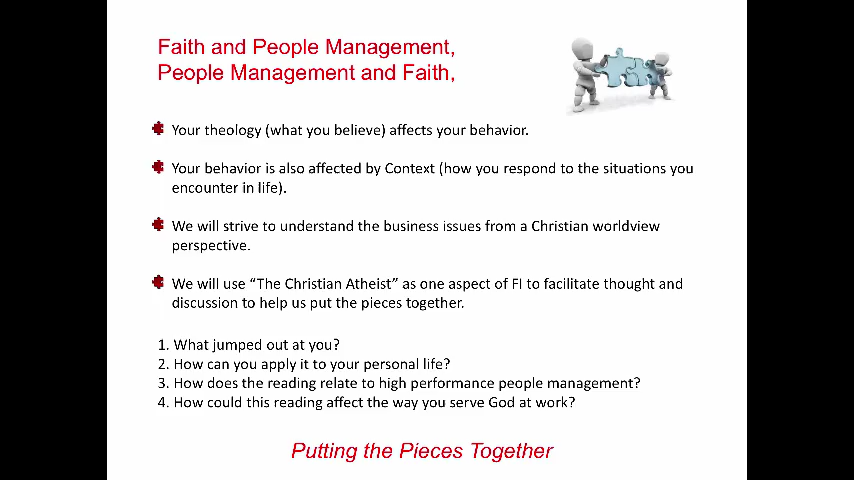 Faith and People Management,
People Management and Faith,
Your theology (what you believe) affects your behavior.
Your behavior is also affected by Context (how you respond to the situations you
encounter in life).
We will strive to understand the business issues from a Christian worldview
perspective.
We will use “The Christian Atheist” as one aspect of FI to facilitate thought and
discussion to help us put the pieces together.
1. What jumped out at you?
2. How can you apply it to your personal life?
3. How does the reading relate to high performance people management?
4. How could this reading affect the way you serve God at work?
Putting the Pieces Together